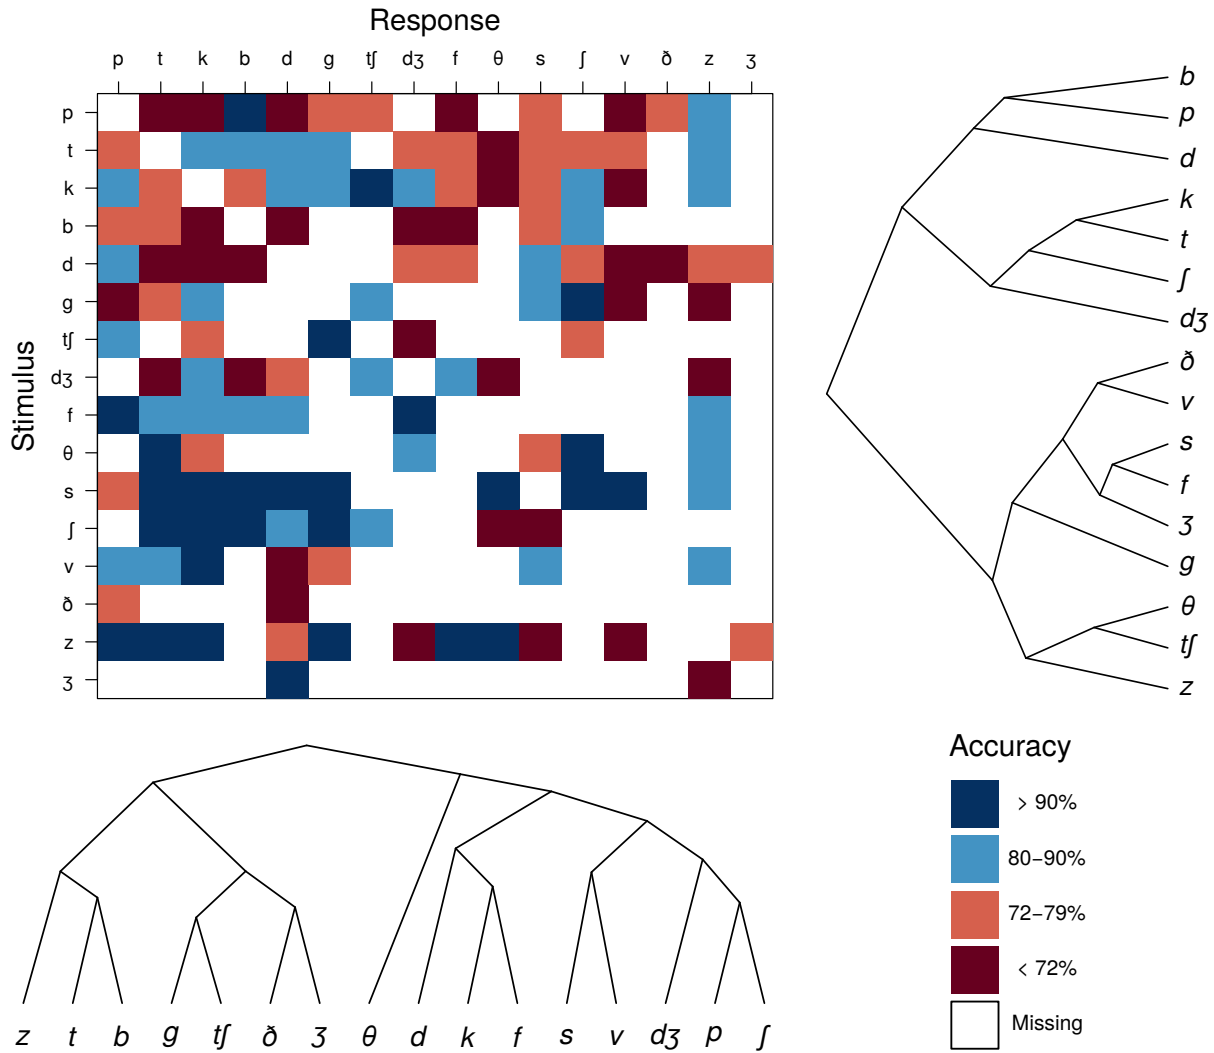 Response
p t k b d g tʃ dʒ f θ s ʃ v ð z ʒ
Stimulus
p
t
k
b
d
g
tʃ
dʒ
f
θ
s
ʃ
v
ð
z
ʒ
b
p
d
k
t
ʃ
dʒ
ð
v
s
f
ʒ
g
θ
tʃ
z
Accuracy
> 90%
80−90%
72−79%
< 72%
Missing
z t b g tʃ ð ʒ θ d k f s v dʒ p ʃ